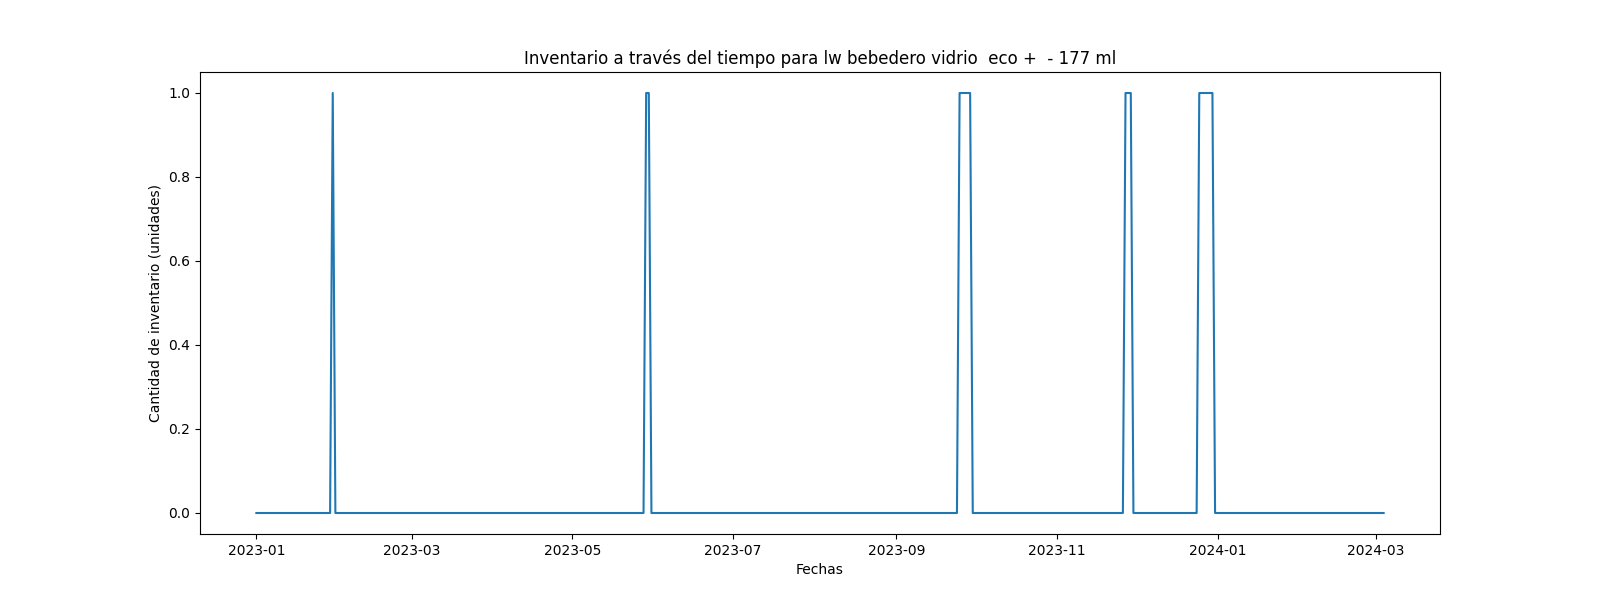 Inventario a través del tiempo para lw bebedero vidrio  eco +  - 177 ml
Cantidad de inventario (unidades)
1.0
0.8
0.6
0.4
0.2
0.0
2023-01 2023-03 2023-05 2023-07 2023-09 2023-11 2024-01 2024-03
Fechas